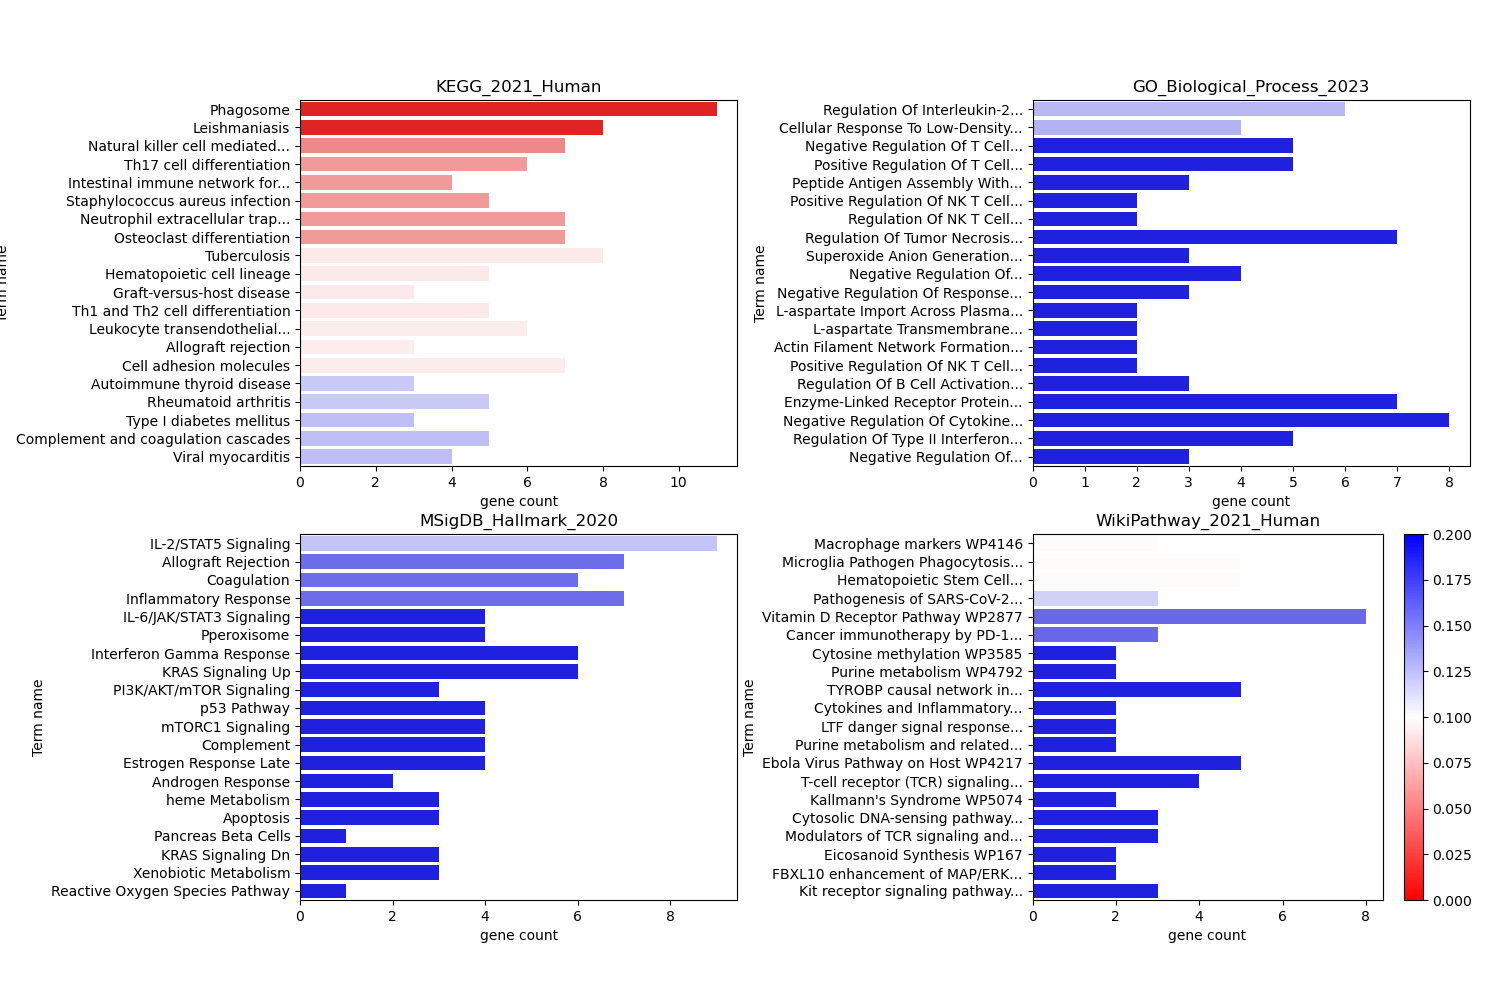 KEGG_2021_Human
Phagosome
Leishmaniasis
Natural killer cell mediated...
Th17 cell differentiation
Intestinal immune network for...
Staphylococcus aureus infection
Neutrophil extracellular trap...
Osteoclast differentiation
Tuberculosis
Hematopoietic cell lineage
Graft-versus-host disease
Th1 and Th2 cell differentiation
Leukocyte transendothelial...
Allograft rejection
Cell adhesion molecules
Autoimmune thyroid disease
Rheumatoid arthritis
Type I diabetes mellitus
Complement and coagulation cascades
Viral myocarditis
Term name
0 2 4 6 8 10
gene count
GO_Biological_Process_2023
Regulation Of Interleukin-2...
Cellular Response To Low-Density...
Negative Regulation Of T Cell...
Positive Regulation Of T Cell...
Peptide Antigen Assembly With...
Positive Regulation Of NK T Cell...
Regulation Of NK T Cell...
Regulation Of Tumor Necrosis...
Superoxide Anion Generation...
Negative Regulation Of...
Negative Regulation Of Response...
L-aspartate Import Across Plasma...
L-aspartate Transmembrane...
Actin Filament Network Formation...
Positive Regulation Of NK T Cell...
Regulation Of B Cell Activation...
Enzyme-Linked Receptor Protein...
Negative Regulation Of Cytokine...
Regulation Of Type II Interferon...
Negative Regulation Of...
Term name
0 1 2 3 4 5 6 7 8
gene count
MSigDB_Hallmark_2020
IL-2/STAT5 Signaling
Allograft Rejection
Coagulation
Inflammatory Response
IL-6/JAK/STAT3 Signaling
Pperoxisome
Interferon Gamma Response
KRAS Signaling Up
PI3K/AKT/mTOR Signaling
p53 Pathway
mTORC1 Signaling
Complement
Estrogen Response Late
Androgen Response
heme Metabolism
Apoptosis
Pancreas Beta Cells
KRAS Signaling Dn
Xenobiotic Metabolism
Reactive Oxygen Species Pathway
Term name
0 2 4 6 8
gene count
WikiPathway_2021_Human
Macrophage markers WP4146
Microglia Pathogen Phagocytosis...
Hematopoietic Stem Cell...
Pathogenesis of SARS-CoV-2...
Vitamin D Receptor Pathway WP2877
Cancer immunotherapy by PD-1...
Cytosine methylation WP3585
Purine metabolism WP4792
TYROBP causal network in...
Cytokines and Inflammatory...
LTF danger signal response...
Purine metabolism and related...
Ebola Virus Pathway on Host WP4217
T-cell receptor (TCR) signaling...
Kallmann's Syndrome WP5074
Cytosolic DNA-sensing pathway...
Modulators of TCR signaling and...
Eicosanoid Synthesis WP167
FBXL10 enhancement of MAP/ERK...
Kit receptor signaling pathway...
Term name
0 2 4 6 8
gene count
0.200
0.175
0.150
0.125
0.100
0.075
0.050
0.025
0.000